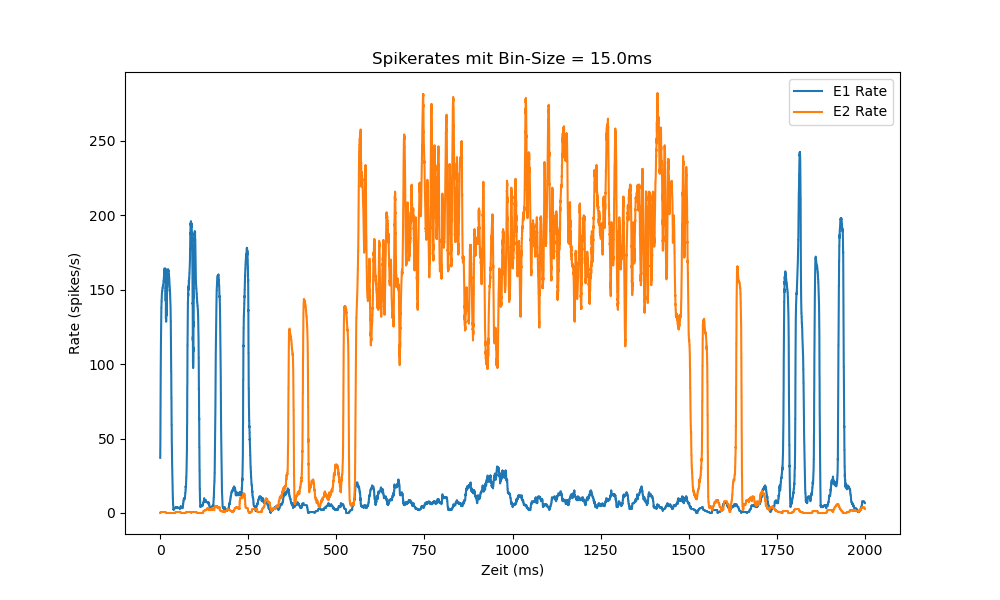 Spikerates mit Bin-Size = 15.0ms
E1 Rate
E2 Rate
Rate (spikes/s)
250
200
150
100
50
0
0 250 500 750 1000 1250 1500 1750 2000
Zeit (ms)